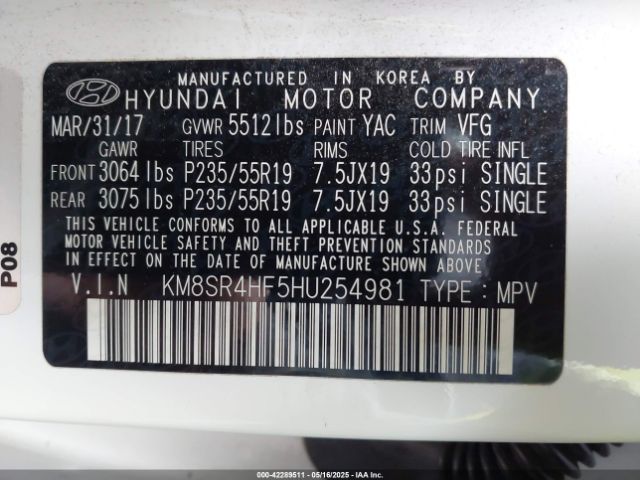 MANUFACTURED IN KOREA BY
HYUNDAI MOTOR COMPANY
MAR/31/17 GVWR 5512lbs PAINT YAC TRIM VFG
GAWR TIRES RIMS COLD TIRE INFL
FRONT 3064lbs P235/55R19 7.5JX19 33psi SINGLE
REAR 3075lbs P235/55R19 7.5JX19 33psi SINGLE
THIS VEHICLE CONFORMS TO ALL APPLICABLE U.S.A. FEDERAL
MOTOR VEHICLE SAFETY AND THEFT PREVENTION STANDARDS
IN EFFECT ON THE DATE OF MANUFACTURE SHOWN ABOVE.
V.I.N KM8SR4HF5HU254981 TYPE : MPV
P08
000-42289511 - 05/16/2025 - IAA Inc.